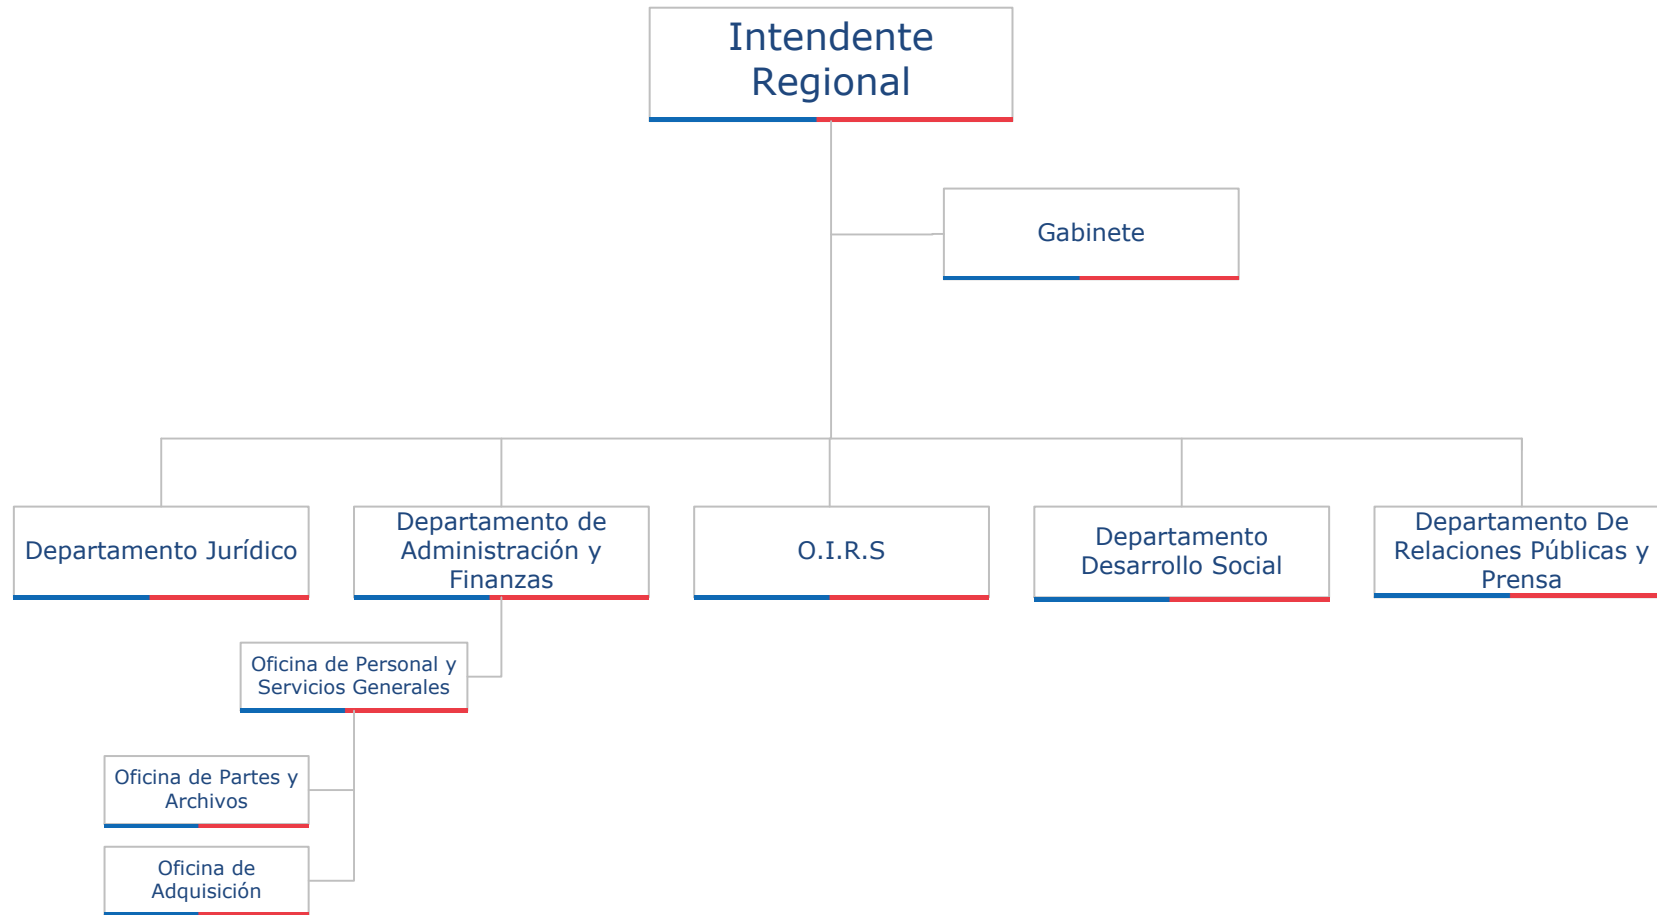 Intendente
Regional
Gabinete
Departamento Jurídico
Departamento de
Administración y
Finanzas
O.I.R.S
Departamento
Desarrollo Social
Departamento De
Relaciones Públicas y
Prensa
Oficina de Personal y
Servicios Generales
Oficina de Partes y
Archivos
Oficina de
Adquisición